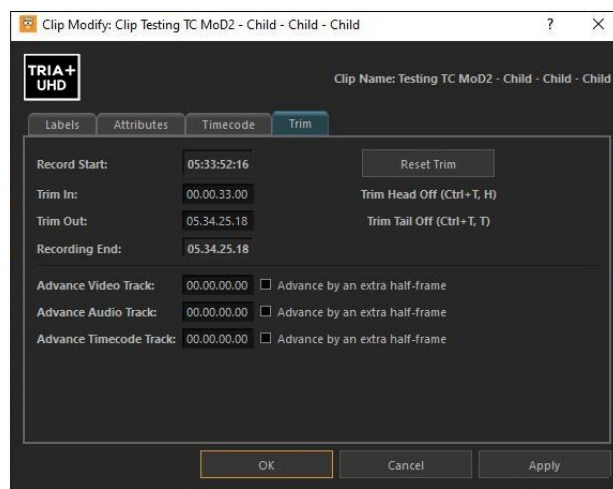 Clip Modify: Clip Testing TC MoD2 - Child - Child - Child ? ×
TRIA+
UHD
Clip Name: Testing TC MoD2 - Child - Child - Child
Labels Attributes Timecode Trim
Record Start: 05:33:52:16 Reset Trim
Trim In: 00.00.33.00 Trim Head Off (Ctrl+T, H)
Trim Out: 05.34.25.18 Trim Tail Off (Ctrl+T, T)
Recording End: 05.34.25.18
Advance Video Track: 00.00.00.00 Advance by an extra half-frame
Advance Audio Track: 00.00.00.00 Advance by an extra half-frame
Advance Timecode Track: 00.00.00.00 Advance by an extra half-frame
OK Cancel Apply